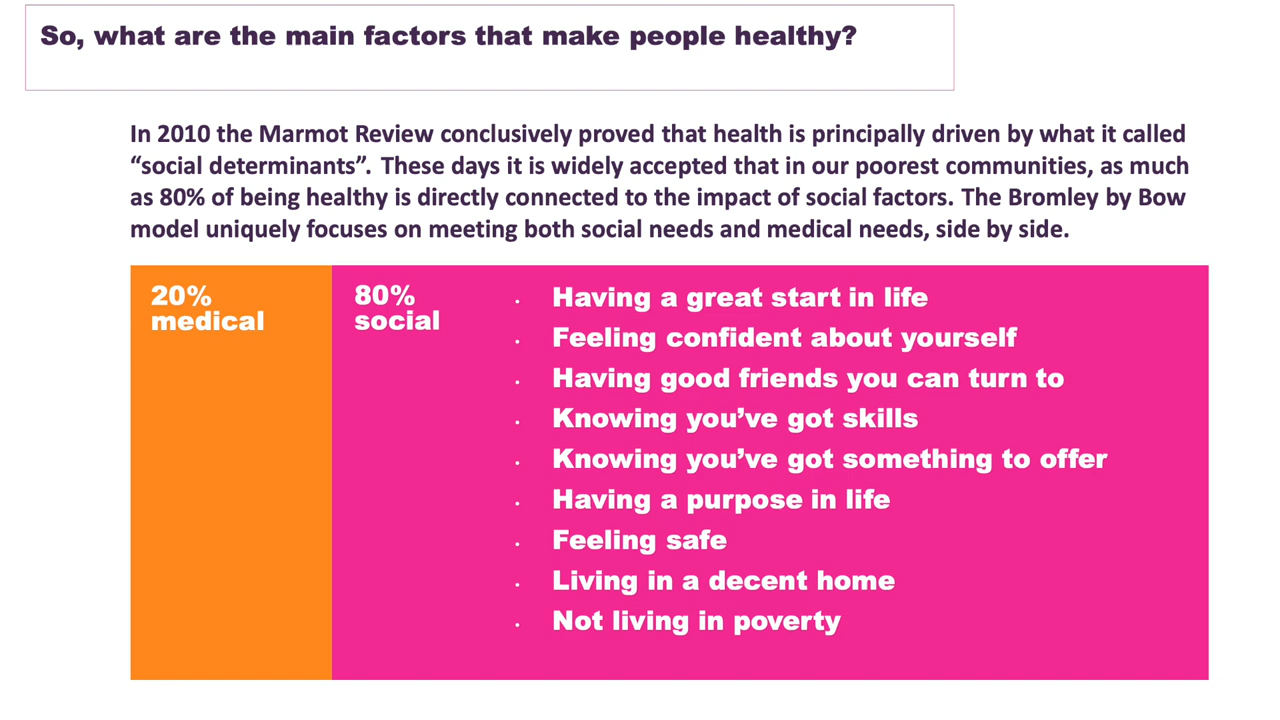 So, what are the main factors that make people healthy?
In 2010 the Marmot Review conclusively proved that health is principally driven by what it called
“social determinants”. These days it is widely accepted that in our poorest communities, as much
as 80% of being healthy is directly connected to the impact of social factors. The Bromley by Bow
model uniquely focuses on meeting both social needs and medical needs, side by side.
20%
medical
80%
social
• Having a great start in life
• Feeling confident about yourself
• Having good friends you can turn to
• Knowing you’ve got skills
• Knowing you’ve got something to offer
• Having a purpose in life
• Feeling safe
• Living in a decent home
• Not living in poverty